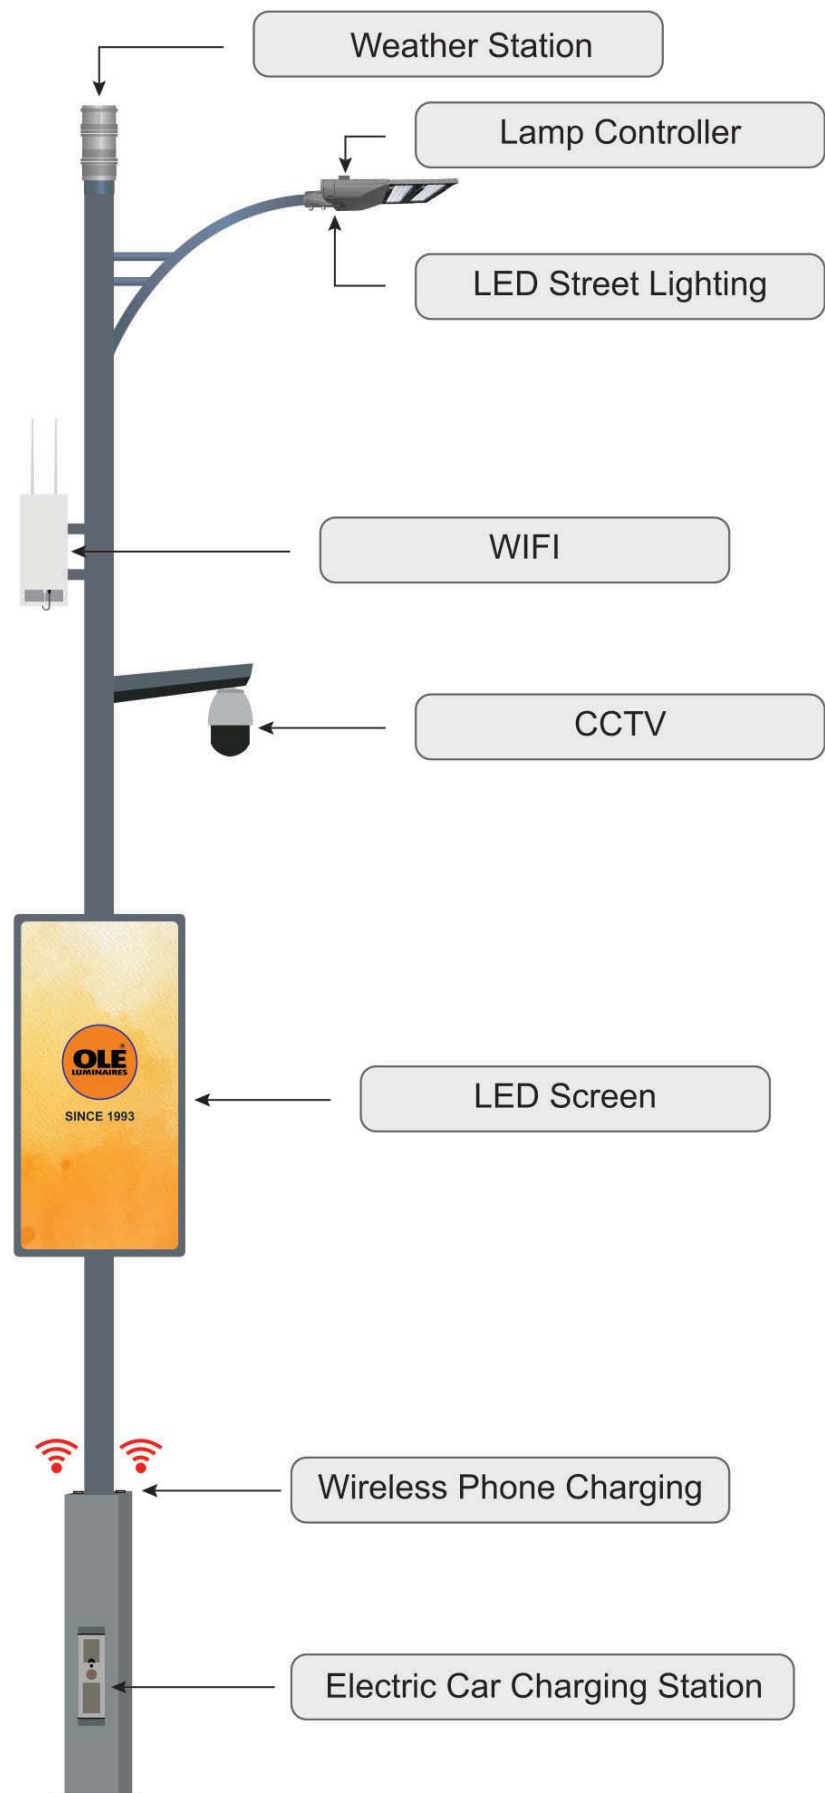 Weather Station
Lamp Controller
LED Street Lighting
WIFI
CCTV
OLE®
LUMINAIRES
SINCE 1993
LED Screen
Wireless Phone Charging
Electric Car Charging Station